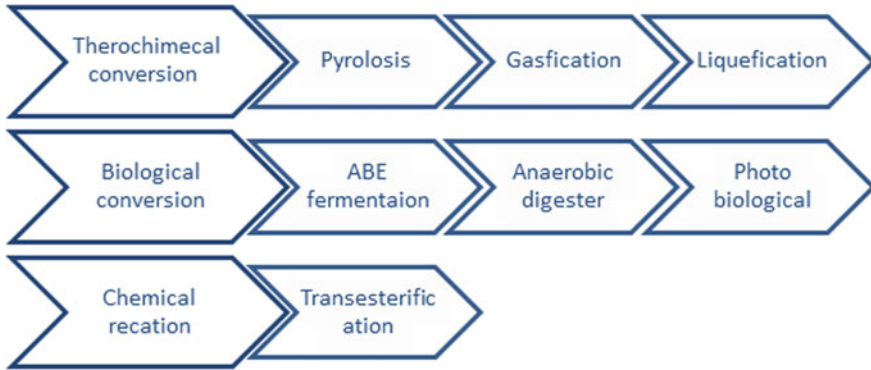 Therochimecal
conversion
Pyrolosis
Gasfication
Liquefication
Biological
conversion
ABE
fermentaion
Anaerobic
digester
Photo
biological
Chemical
recation
Transesterific
ation